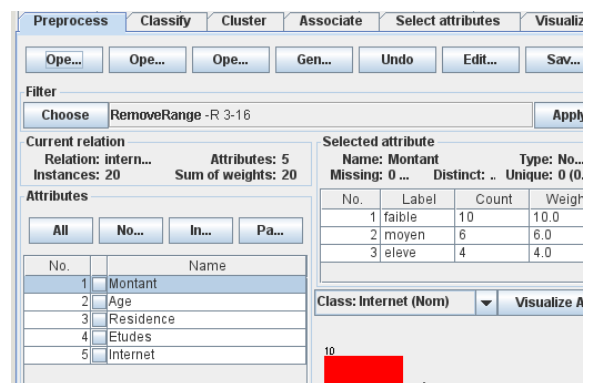 Preprocess Classify Cluster Associate Select attributes Visualiz
Ope... Ope... Ope... Gen... Undo Edit... Sav...
Filter
Choose RemoveRange -R 3-16 Apply
Current relation
Relation: intern... Attributes: 5
Instances: 20 Sum of weights: 20
Selected attribute
Name: Montant Type: No...
Missing: 0 ... Distinct: .. Unique: 0 (0.
Attributes
All No... In... Pa...
No. Name
1 Montant
2 Age
3 Residence
4 Etudes
5 Internet
No. Label Count Weigh
1 faible 10 10.0
2 moyen 6 6.0
3 eleve 4 4.0
Class: Internet (Nom) Visualize A
10